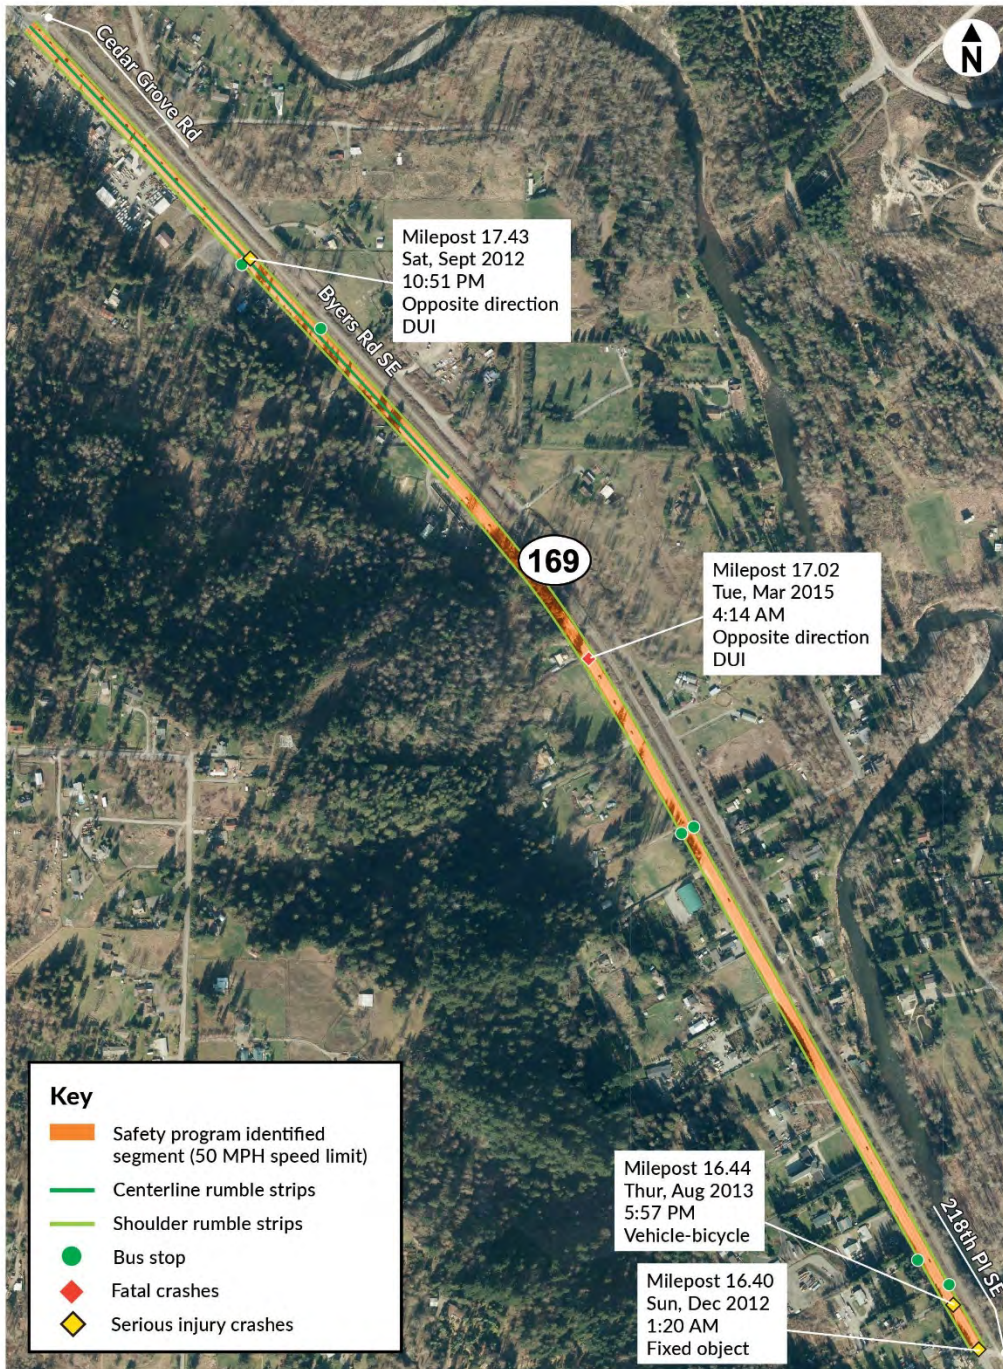 N
Cedar Grove Rd
Milepost 17.43
Sat, Sept 2012
10:51 PM
Opposite direction
DUI
Byers Rd SE
169
Milepost 17.02
Tue, Mar 2015
4:14 AM
Opposite direction
DUI
Key
Safety program identified
segment (50 MPH speed limit)
Centerline rumble strips
Shoulder rumble strips
Bus stop
Fatal crashes
Serious injury crashes
Milepost 16.44
Thur, Aug 2013
5:57 PM
Vehicle-bicycle
218th Pl SE
Milepost 16.40
Sun, Dec 2012
1:20 AM
Fixed object